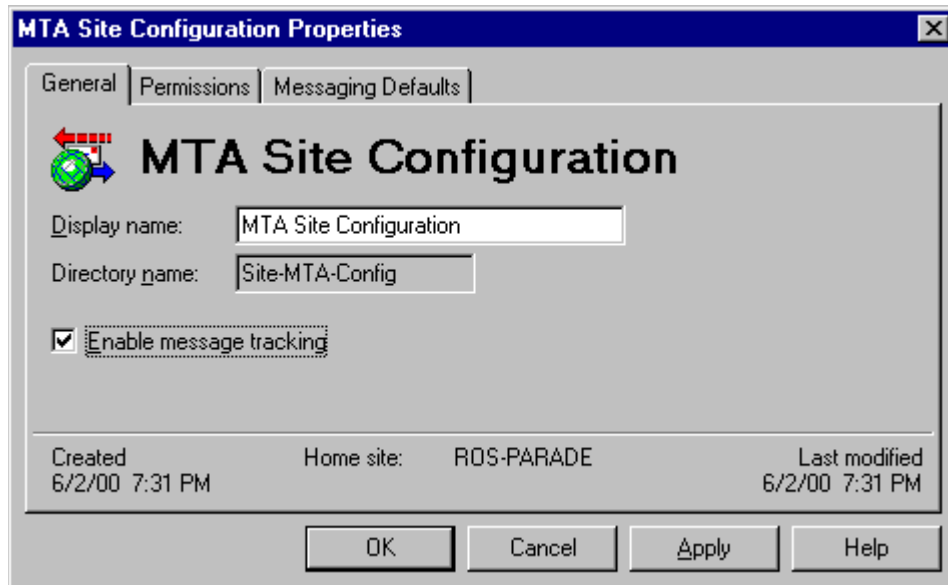 MTA Site Configuration Properties
General Permissions Messaging Defaults
MTA Site Configuration
Display name: MTA Site Configuration
Directory name: Site-MTA-Config
Enable message tracking
Created Home site: ROS-PARADE Last modified
6/2/00 7:31 PM 6/2/00 7:31 PM
OK Cancel Apply Help